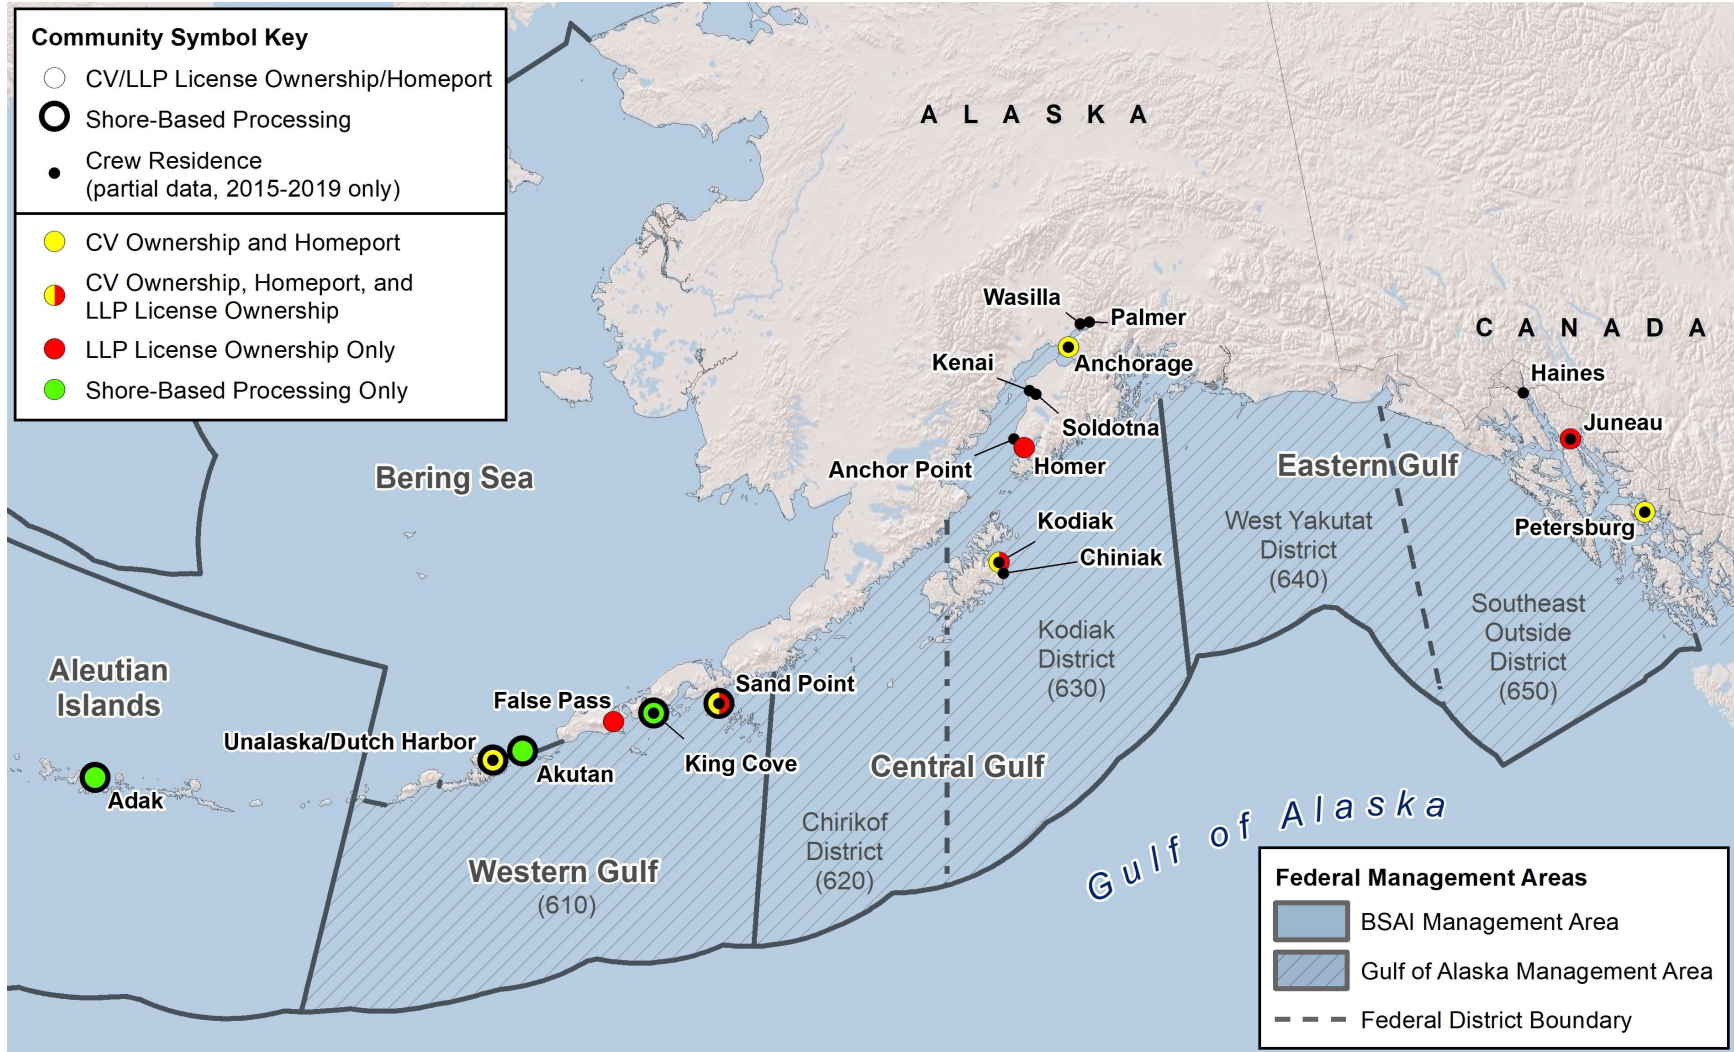 Community Symbol Key
CV/LLP License Ownership/Homeport
Shore-Based Processing
Crew Residence
(partial data, 2015-2019 only)
CV Ownership and Homeport
CV Ownership, Homeport, and
LLP License Ownership
LLP License Ownership Only
Shore-Based Processing Only
ALASKA
CANADA
Wasilla
Palmer
Anchorage
Kenai
Soldotna
Anchor Point
Homer
Haines
Juneau
Petersburg
Bering Sea
Eastern Gulf
West Yakutat
District
(640)
Kodiak
Chiniak
Southeast
Outside
District
(650)
Kodiak
District
(630)
Aleutian
Islands
Sand Point
False Pass
Unalaska/Dutch Harbor
King Cove
Akutan
Adak
Central Gulf
Chirikof
District
(620)
Western Gulf
(610)
Gulf of Alaska
Federal Management Areas
BSAI Management Area
Gulf of Alaska Management Area
Federal District Boundary